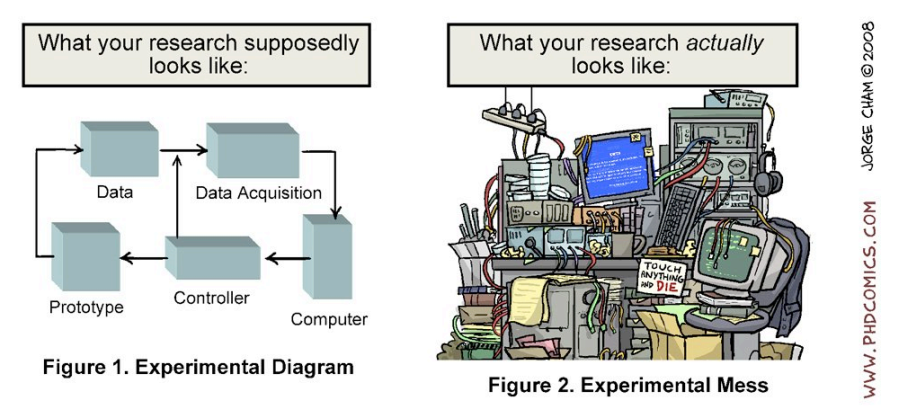 What your research supposedly
looks like:
Data
Data Acquisition
Prototype
Controller
Computer
Figure 1. Experimental Diagram
What your research actually
looks like:
TOUCH
ANYTHING
AND DIE
Figure 2. Experimental Mess
JORGE CHAM © 2008
WWW.PHDCOMICS.COM